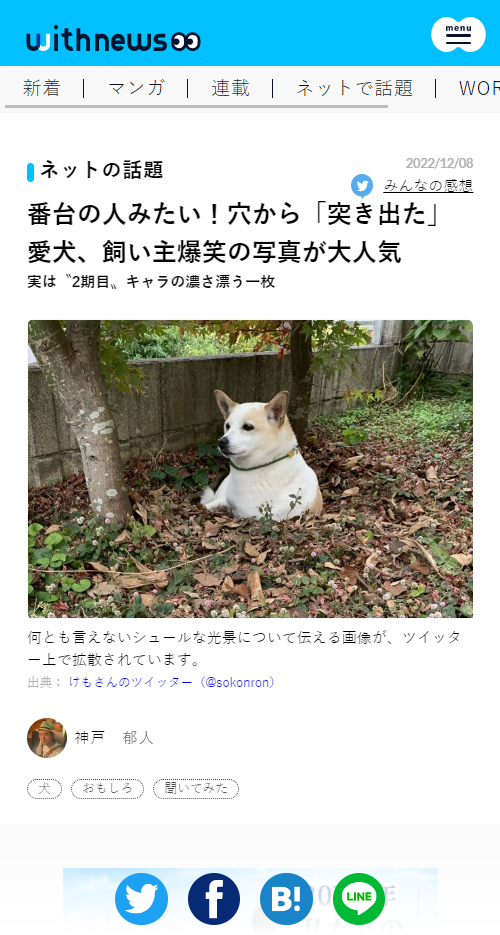 withnews
menu
新着 マンガ 連載 ネットで話題 WOR
2022/12/08
ネットの話題
みんなの感想
番台の人みたい！穴から「突き出た」
愛犬、飼い主爆笑の写真が大人気
実は〝2期目〟キャラの濃さ漂う一枚
何とも言えないシュールな光景について伝える画像が、ツイッタ
ー上で拡散されています。
出典： けもさんのツイッター（@sokonron）
神戸 郁人
犬 おもしろ 聞いてみた
B!
LINE